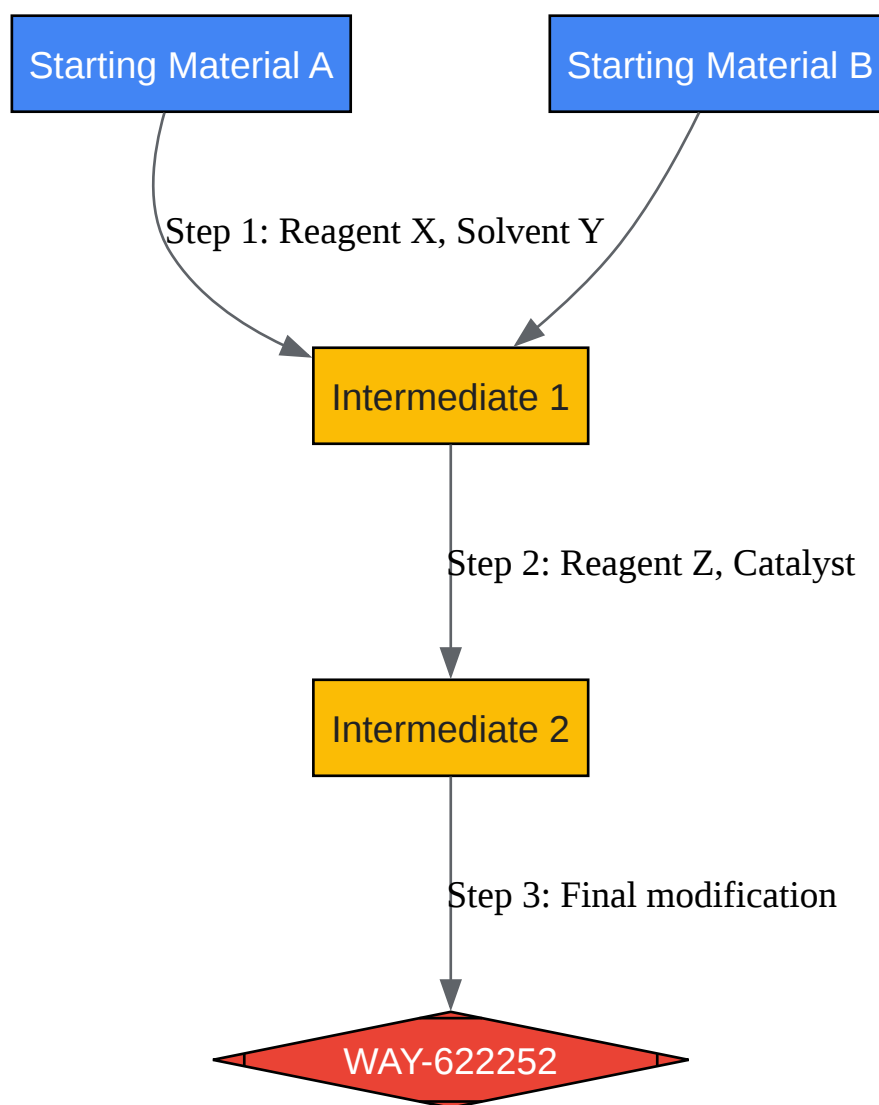 Starting Material A
Starting Material B
Step 1: Reagent X, Solvent Y
Intermediate 1
Step 2: Reagent Z, Catalyst
Intermediate 2
Step 3: Final modification
WAY-622252